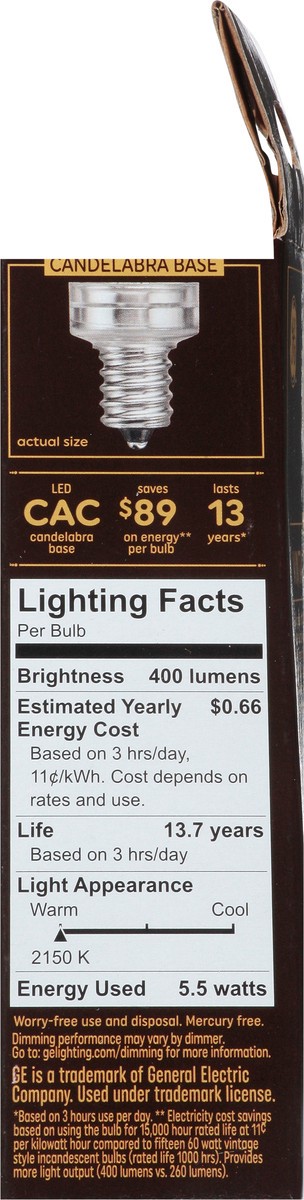 CANDELABRA BASE
actual size
LED
CAC
candelabra
base
saves
$89
on energy**
per bulb
lasts
13
years*
Lighting Facts
Per Bulb
Brightness 400 lumens
Estimated Yearly $0.66
Energy Cost
Based on 3 hrs/day,
11¢/kWh. Cost depends on
rates and use.
Life 13.7 years
Based on 3 hrs/day
Light Appearance
Warm Cool
2150 K
Energy Used 5.5 watts
Worry-free use and disposal. Mercury free.
Dimming performance may vary by dimmer.
Go to: gelighting.com/dimming for more information.
GE is a trademark of General Electric
Company. Used under trademark license.
*Based on 3 hours use per day. ** Electricity cost savings
based on using the bulb for 15,000 hour rated life at 11¢
per kilowatt hour compared to fifteen 60 watt vintage
style incandescent bulbs (rated life 1000 hrs). Provides
more light output (400 lumens vs. 260 lumens).